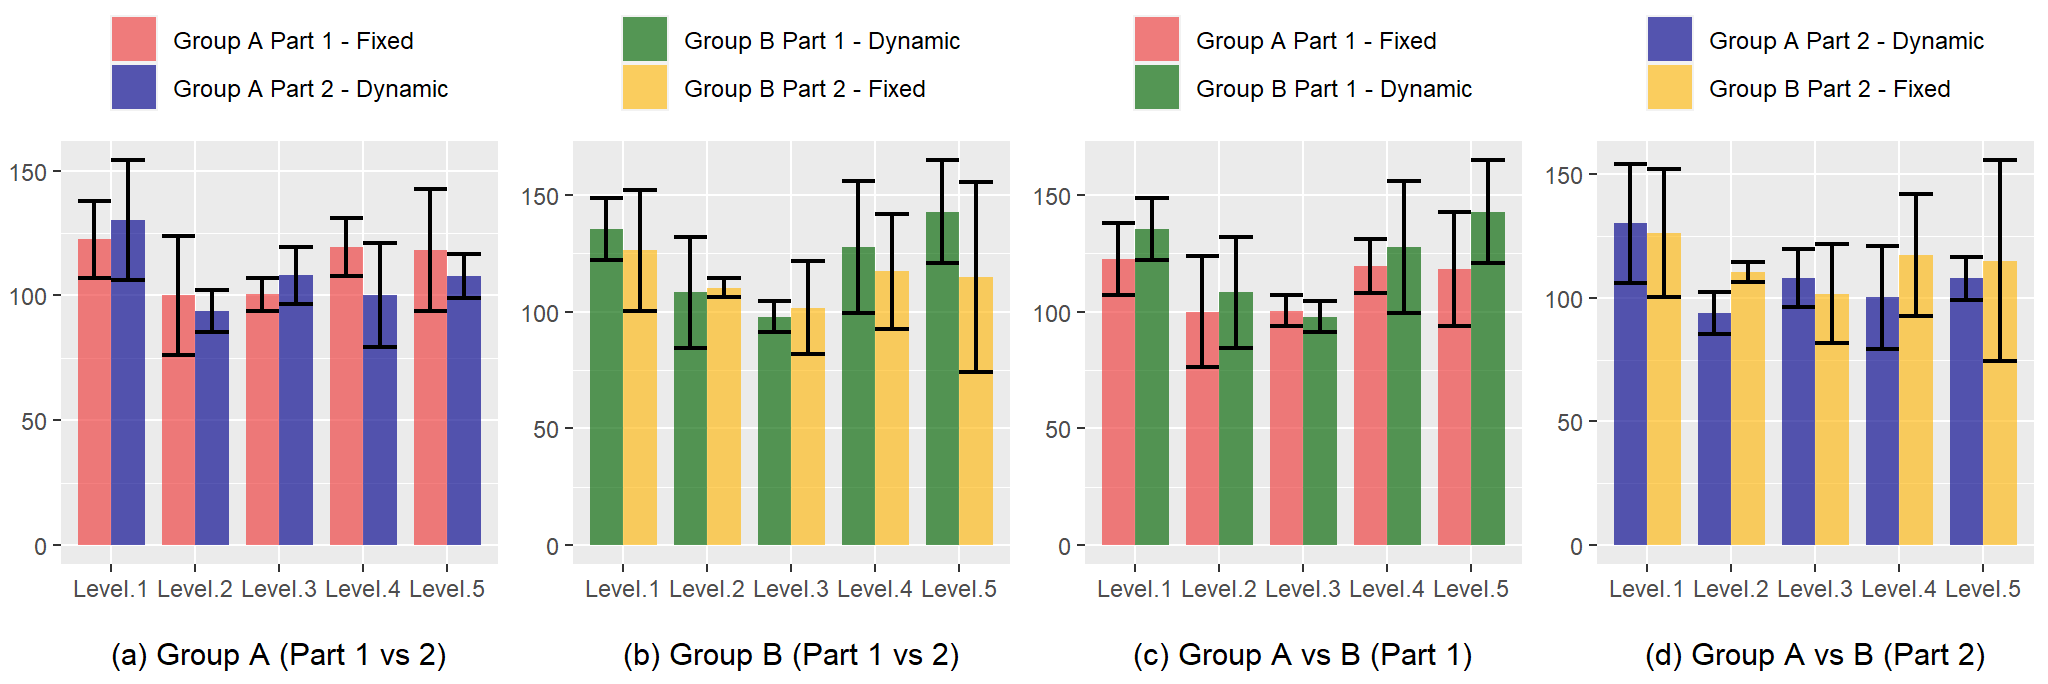 Group A Part 1 - Fixed
Group A Part 2 - Dynamic
150
100
50
0
Level.1 Level.2 Level.3 Level.4 Level.5
(a) Group A (Part 1 vs 2)
Group B Part 1 - Dynamic
Group B Part 2 - Fixed
150
100
50
0
Level.1 Level.2 Level.3 Level.4 Level.5
(b) Group B (Part 1 vs 2)
Group A Part 1 - Fixed
Group B Part 1 - Dynamic
150
100
50
0
Level.1 Level.2 Level.3 Level.4 Level.5
(c) Group A vs B (Part 1)
Group A Part 2 - Dynamic
Group B Part 2 - Fixed
150
100
50
0
Level.1 Level.2 Level.3 Level.4 Level.5
(d) Group A vs B (Part 2)